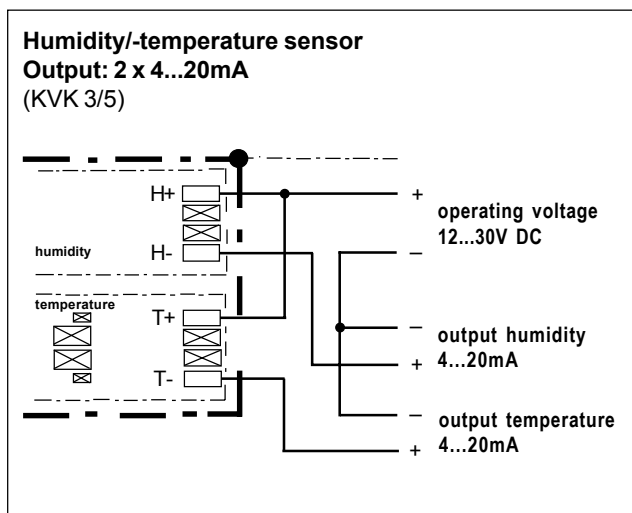 Humidity/-temperature sensor
Output: 2 x 4...20mA
(KVK 3/5)
H+
+
operating voltage
12...30V DC
humidity
H-
–
temperature
T+
–
output humidity
4...20mA
+
T-
–
output temperature
4...20mA
+